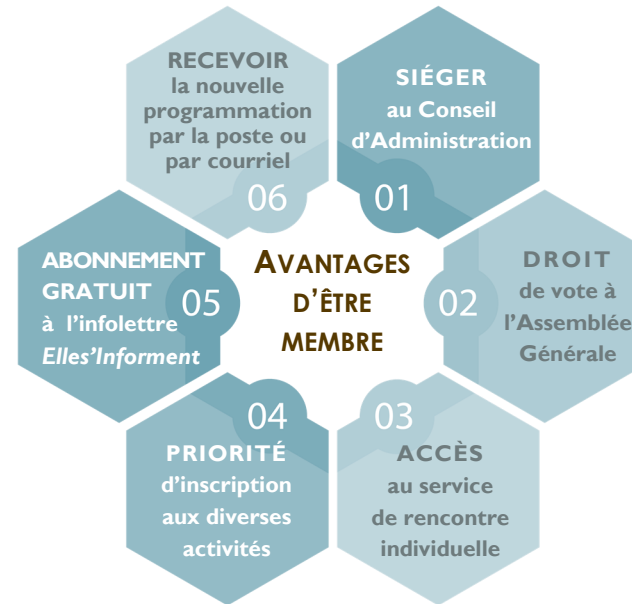 AVANTAGES
D'ÊTRE
MEMBRE
SIÉGER
au Conseil
d'Administration
01
DROIT
de vote à
l'Assemblée
Générale
02
03
ACCÈS
au service
de rencontre
individuelle
04
PRIORITÉ
d'inscription
aux diverses
activités
ABONNEMENT
GRATUIT
à l'infolettre
Elles'Informent
05
RECEVOIR
la nouvelle
programmation
par la poste ou
par courriel
06